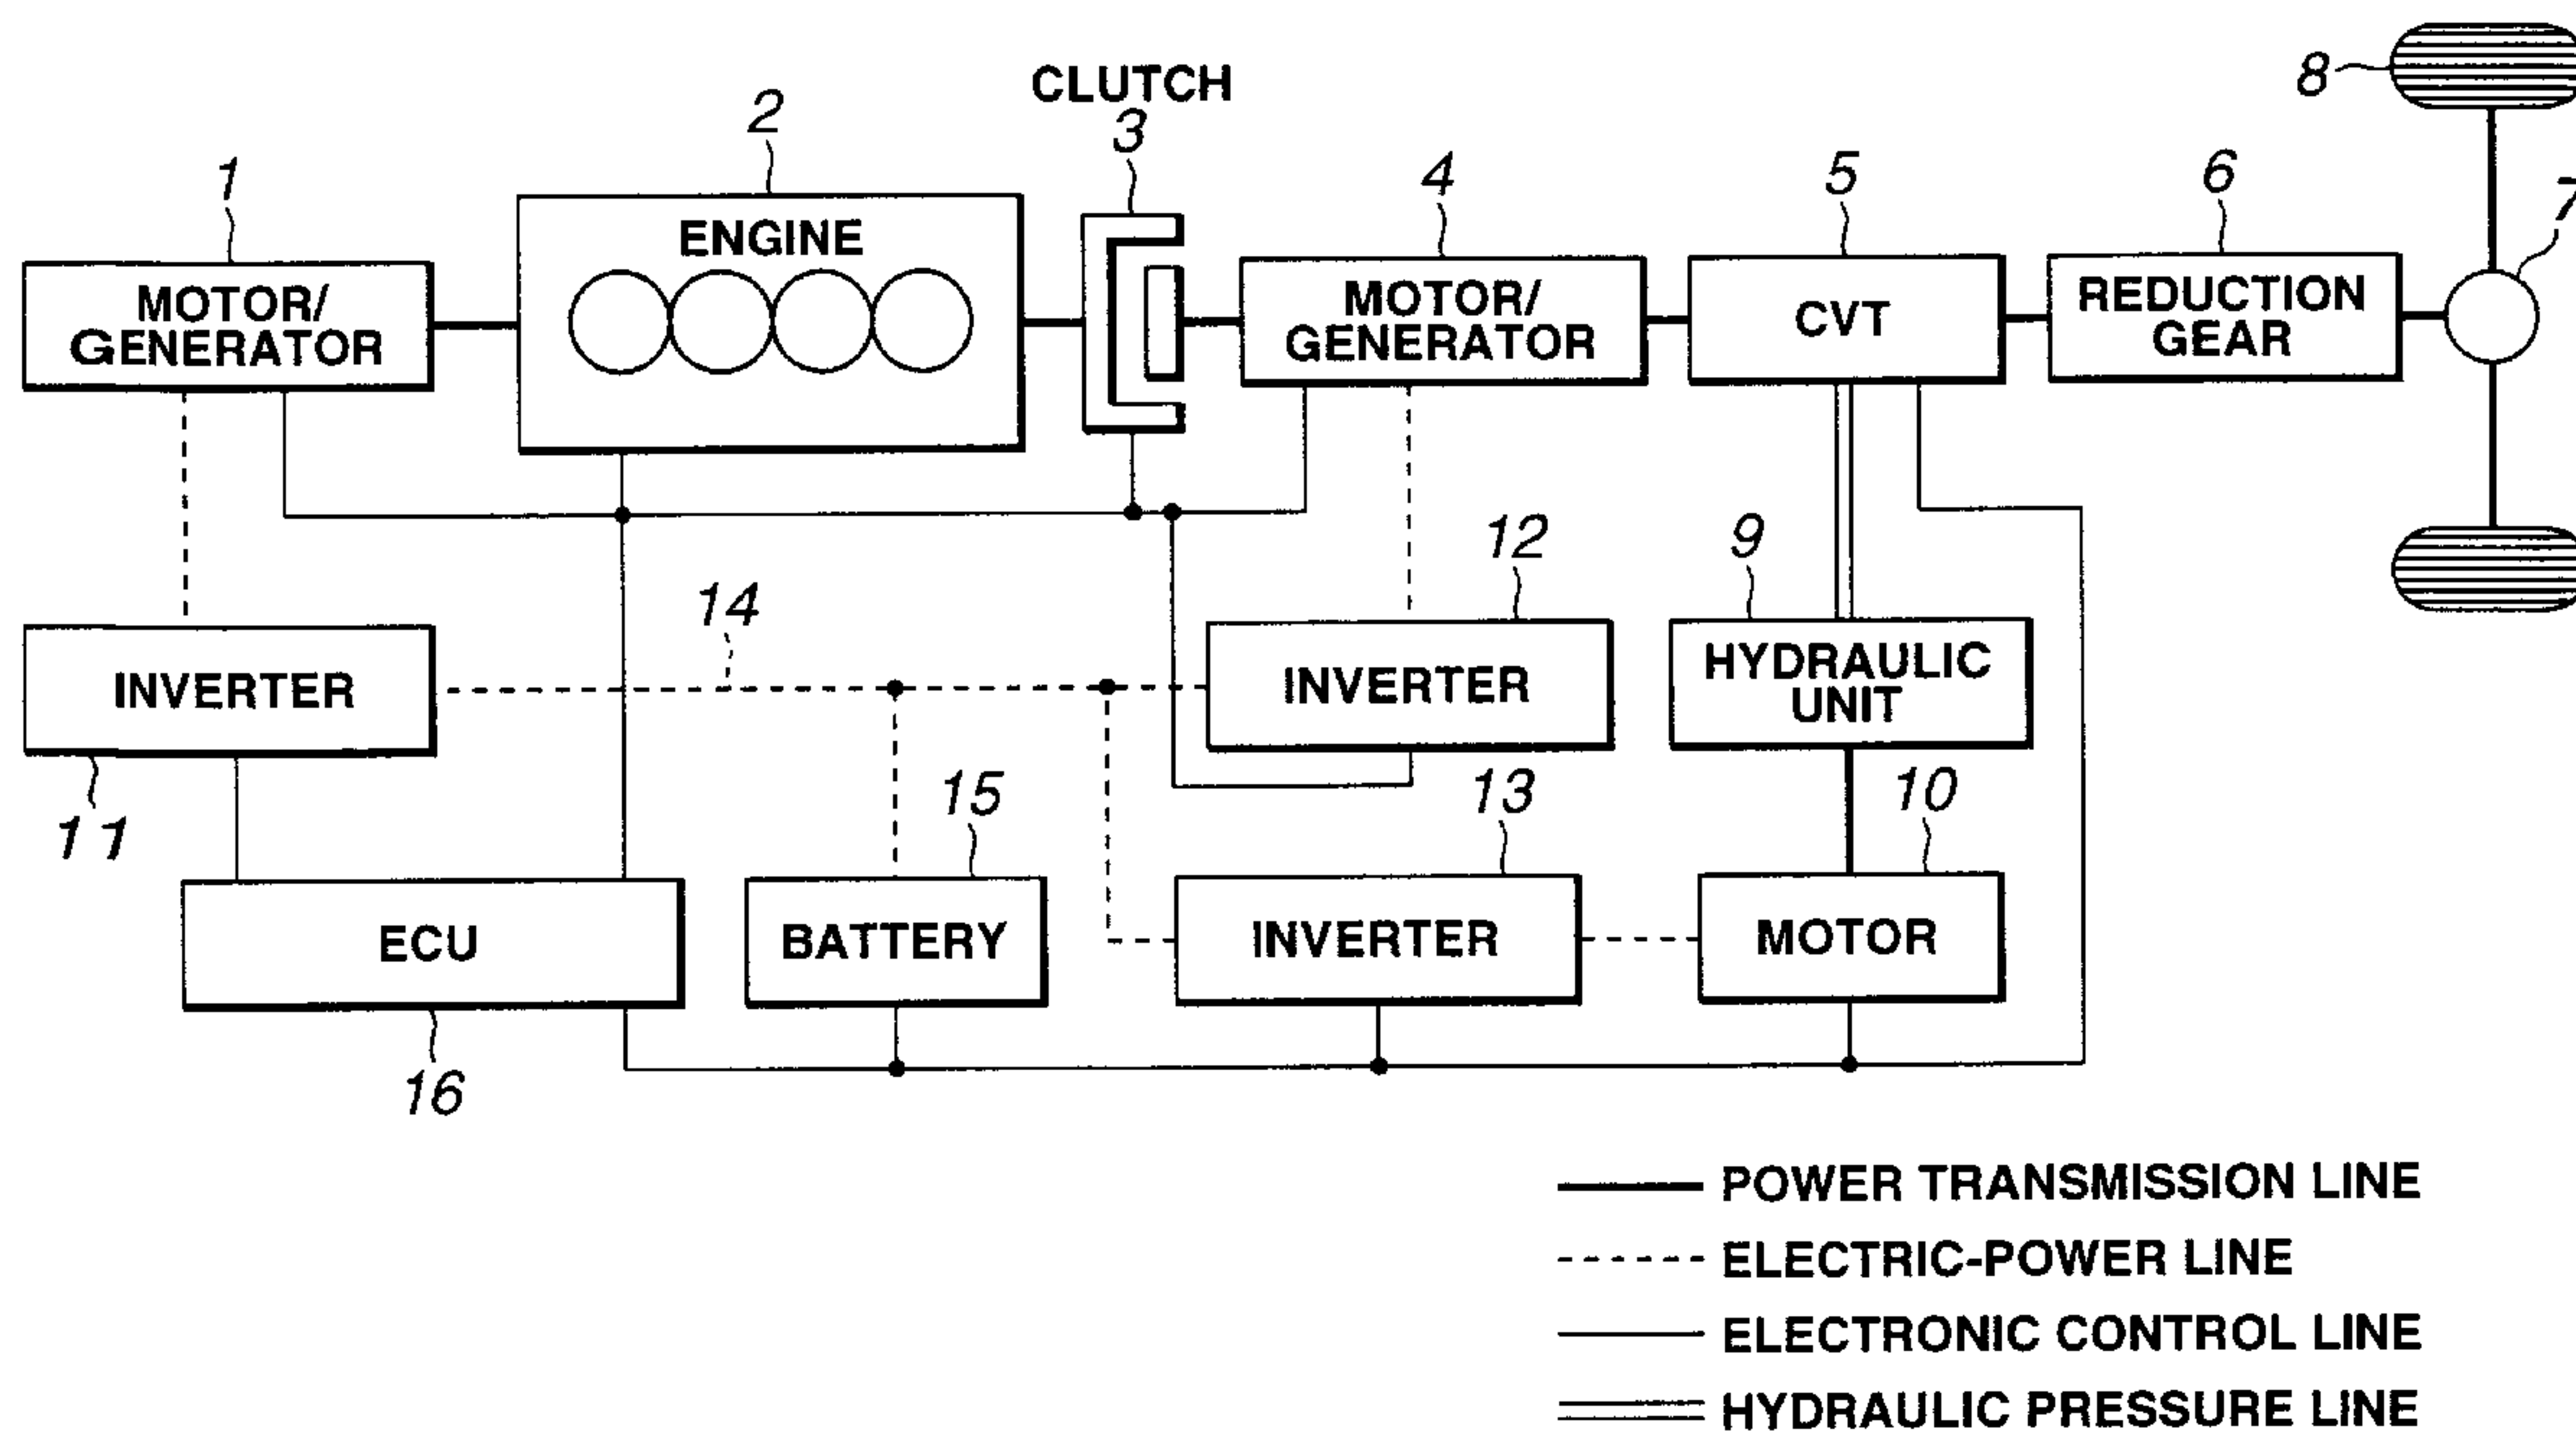 CLUTCH
1
2
3
4
5
6
7
8
MOTOR/
GENERATOR
ENGINE
MOTOR/
GENERATOR
CVT
REDUCTION
GEAR
14
12
9
INVERTER
INVERTER
HYDRAULIC
UNIT
11
15
13
10
ECU
BATTERY
INVERTER
MOTOR
16
POWER TRANSMISSION LINE
ELECTRIC-POWER LINE
ELECTRONIC CONTROL LINE
HYDRAULIC PRESSURE LINE